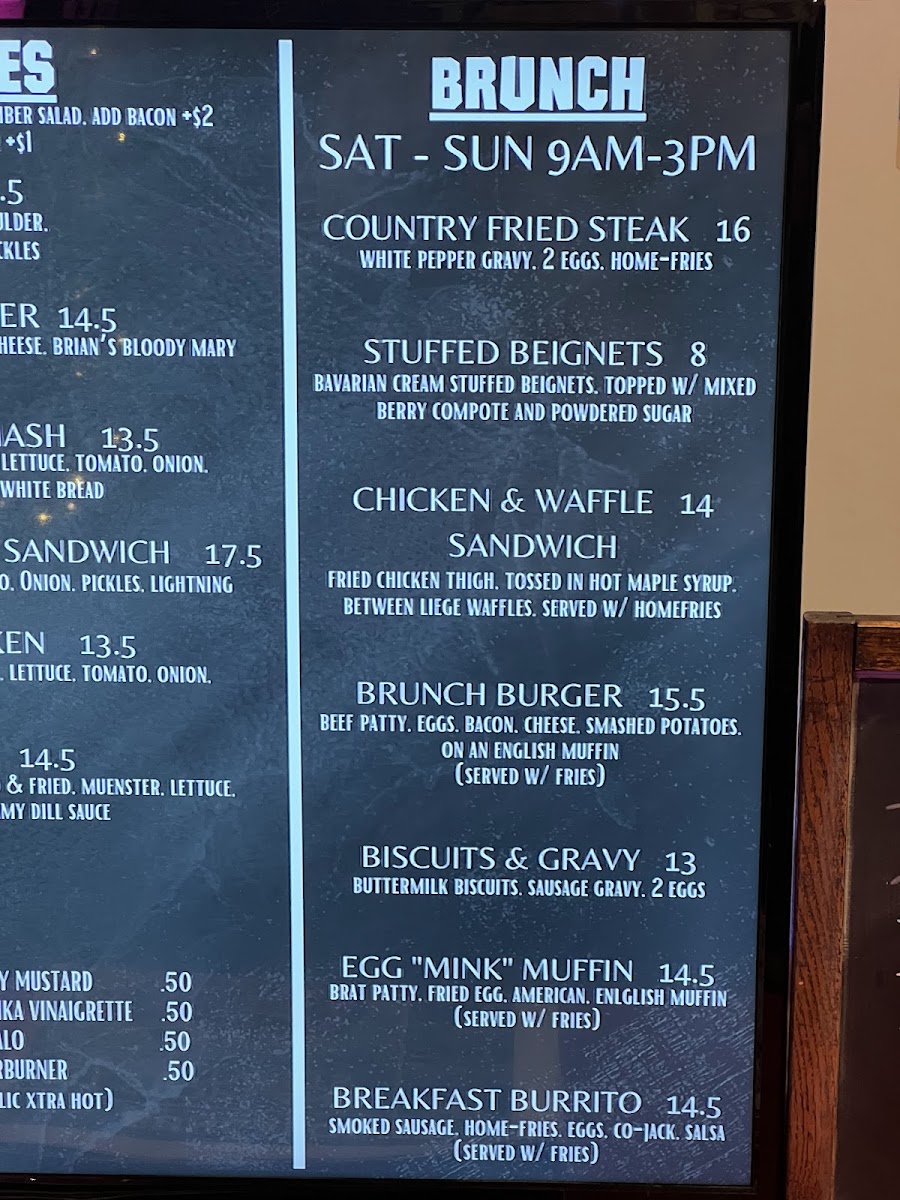 ES
BER SALAD. ADD BACON +$2
+$1
.5
ULDER.
CKLES
ER 14.5
HEESE. BRIAN'S BLOODY MARY
MASH 13.5
LETTUCE. TOMATO. ONION.
WHITE BREAD
SANDWICH 17.5
O. ONION. PICKLES. LIGHTNING
KEN 13.5
. LETTUCE. TOMATO. ONION.
14.5
& FRIED. MUENSTER. LETTUCE.
MY DILL SAUCE
Y MUSTARD .50
IKA VINAIGRETTE .50
ALO .50
RBURNER .50
LIC XTRA HOT)
BRUNCH
SAT - SUN 9AM-3PM
COUNTRY FRIED STEAK 16
WHITE PEPPER GRAVY. 2 EGGS. HOME-FRIES
STUFFED BEIGNETS 8
BAVARIAN CREAM STUFFED BEIGNETS. TOPPED W/ MIXED
BERRY COMPOTE AND POWDERED SUGAR
CHICKEN & WAFFLE 14
SANDWICH
FRIED CHICKEN THIGH. TOSSED IN HOT MAPLE SYRUP.
BETWEEN LIEGE WAFFLES. SERVED W/ HOMEFRIES
BRUNCH BURGER 15.5
BEEF PATTY. EGGS. BACON. CHEESE. SMASHED POTATOES.
ON AN ENGLISH MUFFIN
(SERVED W/ FRIES)
BISCUITS & GRAVY 13
BUTTERMILK BISCUITS. SAUSAGE GRAVY. 2 EGGS
EGG "MINK" MUFFIN 14.5
BRAT PATTY. FRIED EGG. AMERICAN. ENLGLISH MUFFIN
(SERVED W/ FRIES)
BREAKFAST BURRITO 14.5
SMOKED SAUSAGE. HOME-FRIES. EGGS. CO-JACK. SALSA
(SERVED W/ FRIES)